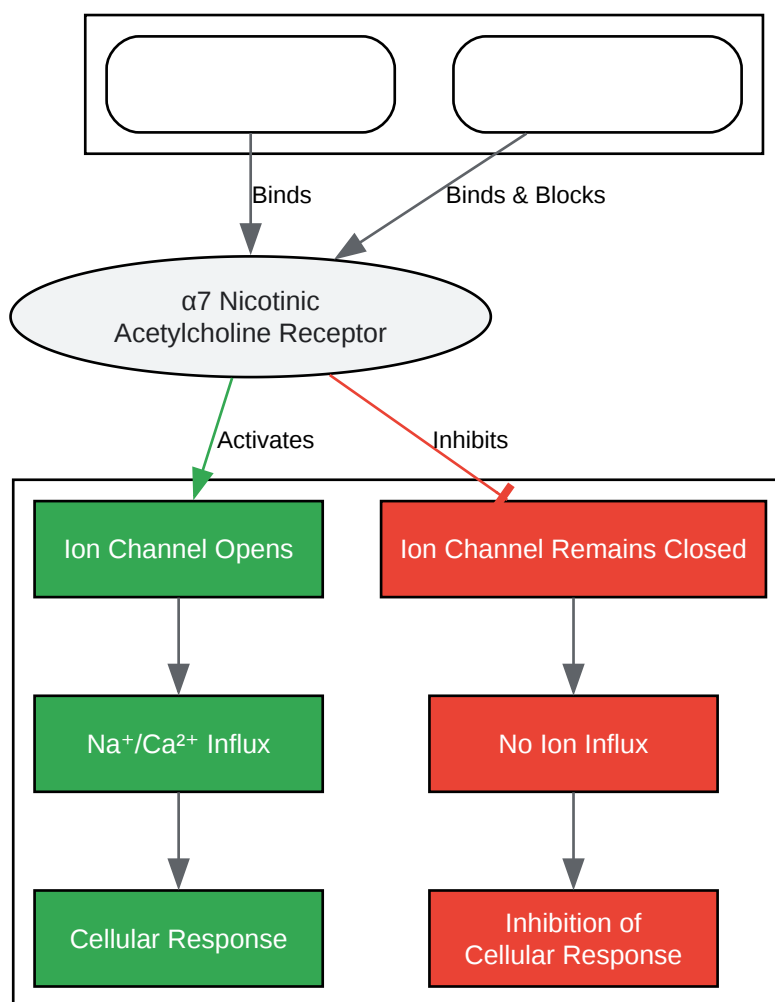 Binds
Binds & Blocks
α7 Nicotinic
Acetylcholine Receptor
Activates
Inhibits
Ion Channel Opens
Ion Channel Remains Closed
Na⁺/Ca²⁺ Influx
No Ion Influx
Cellular Response
Inhibition of
Cellular Response